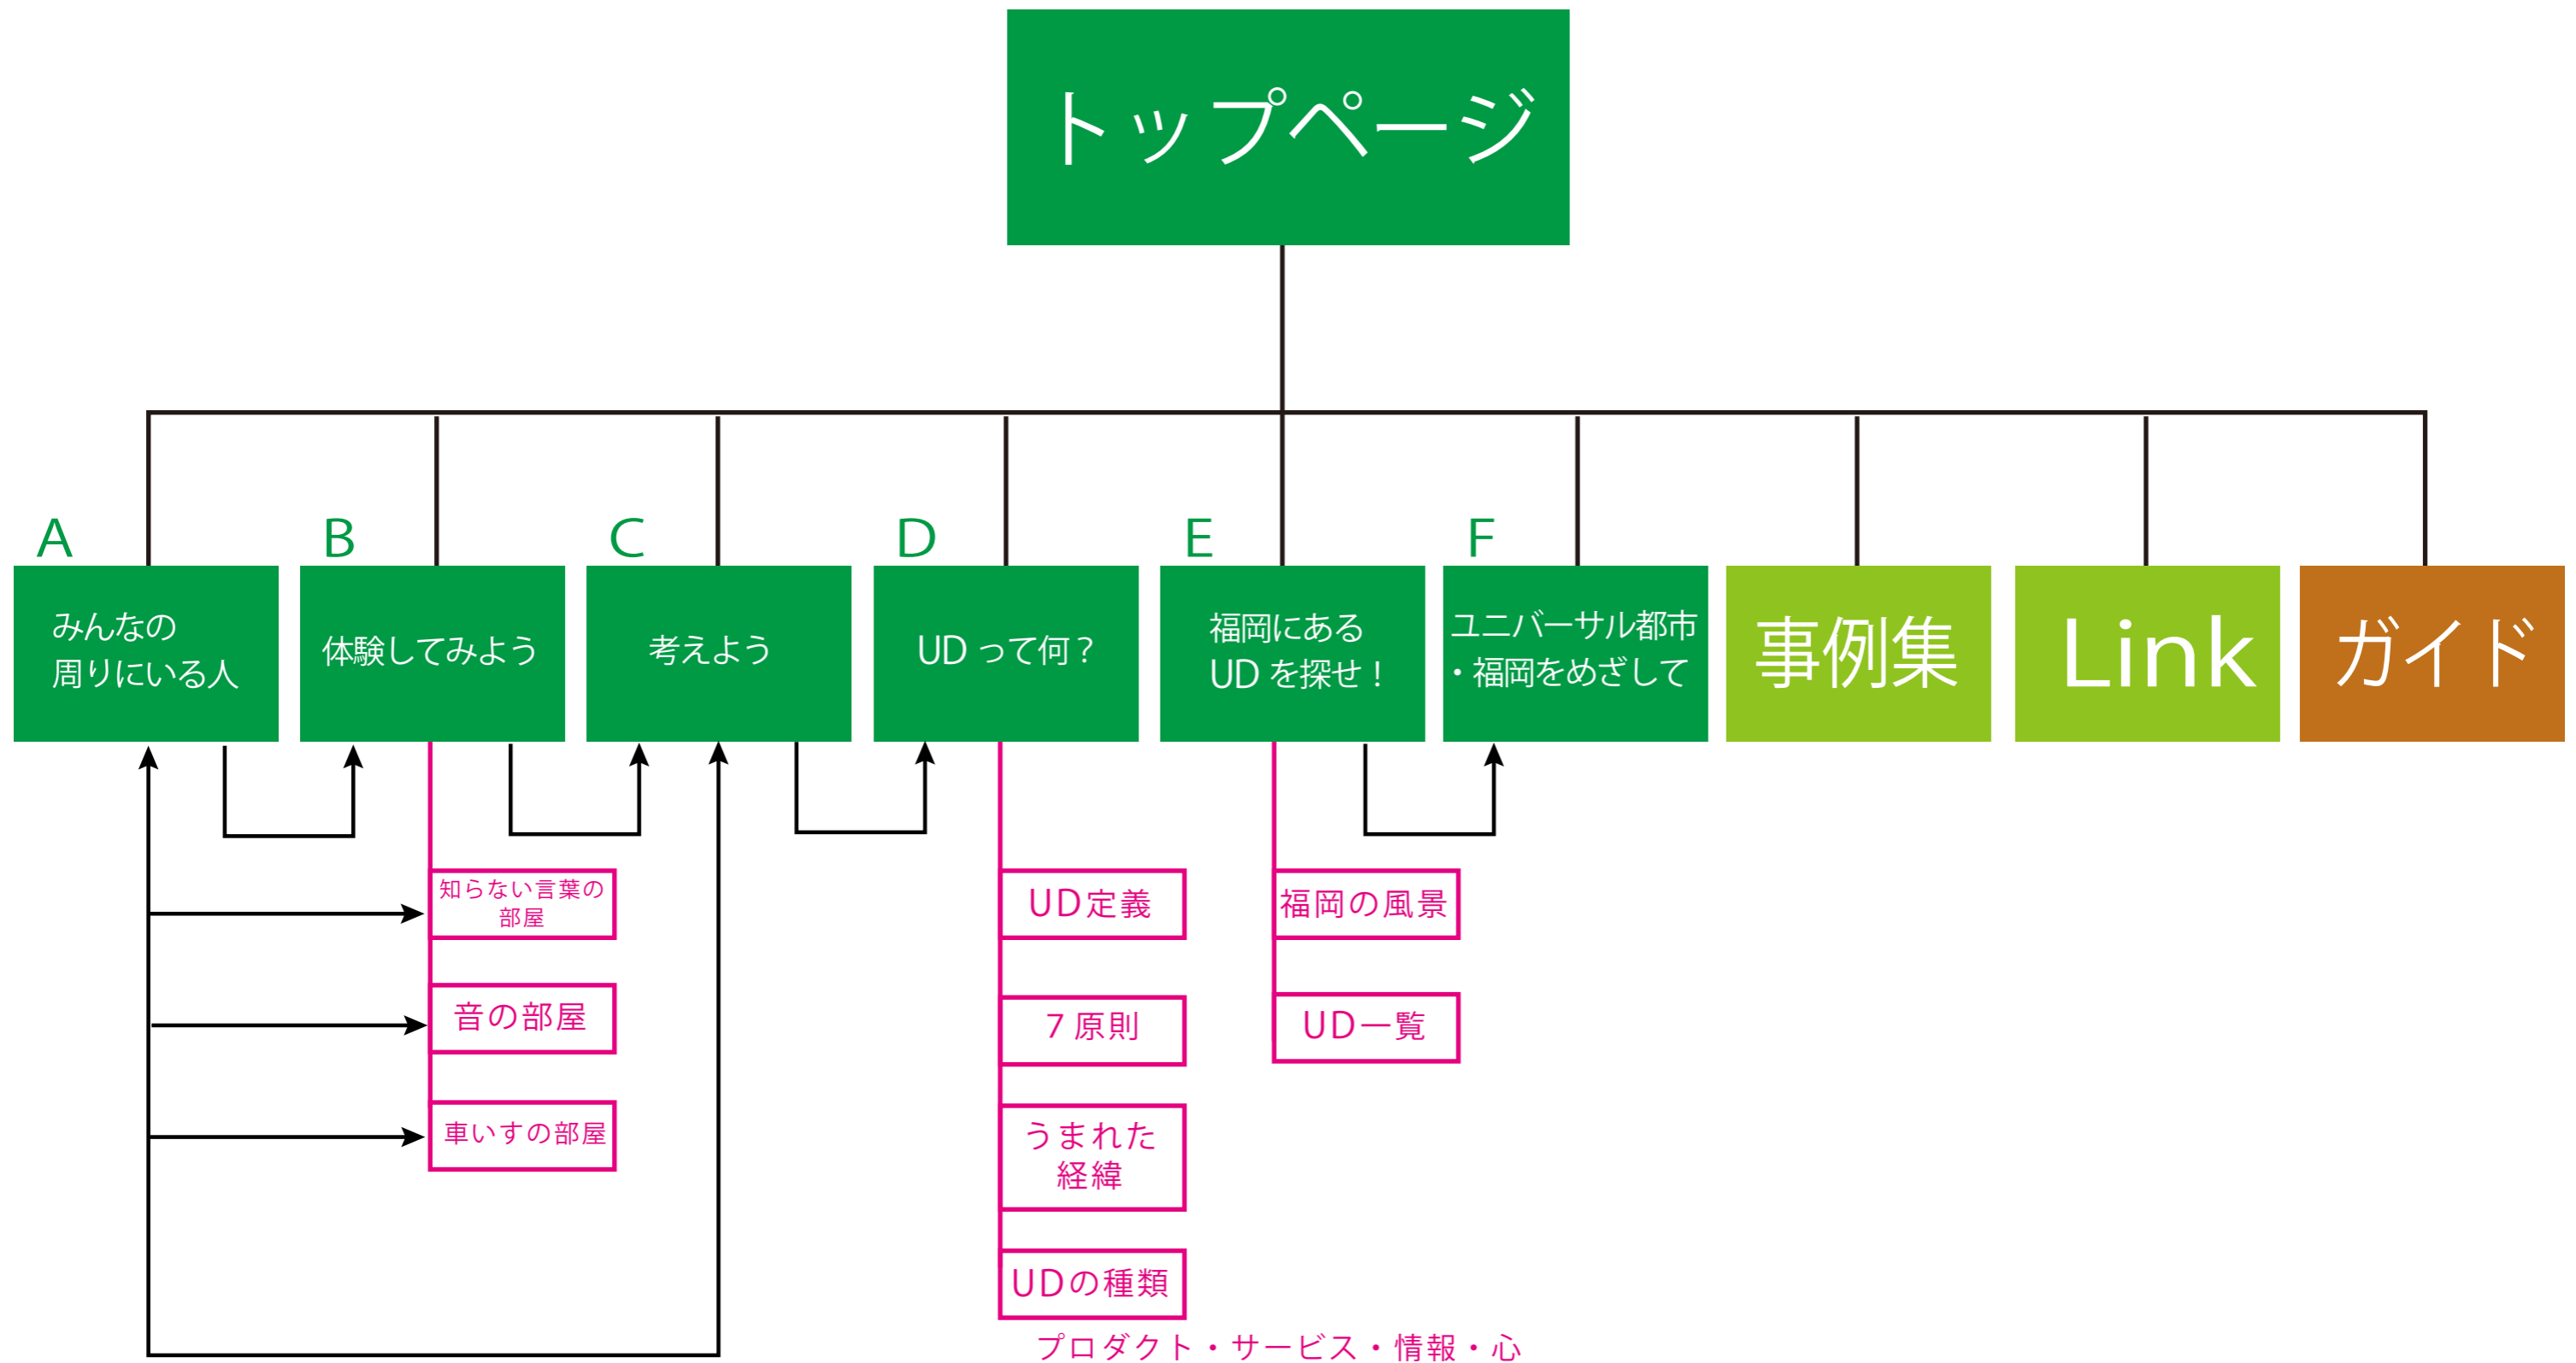 トップページ
A
みんなの
周りにいる人
B
体験してみよう
C
考えよう
D
UD って何？
E
福岡にある
UD を探せ！
F
ユニバーサル都市
・福岡をめざして
事例集
Link
ガイド
知らない言葉の
部屋
音の部屋
車いすの部屋
UD定義
７原則
うまれた
経緯
UDの種類
プロダクト・サービス・情報・心
福岡の風景
UD一覧